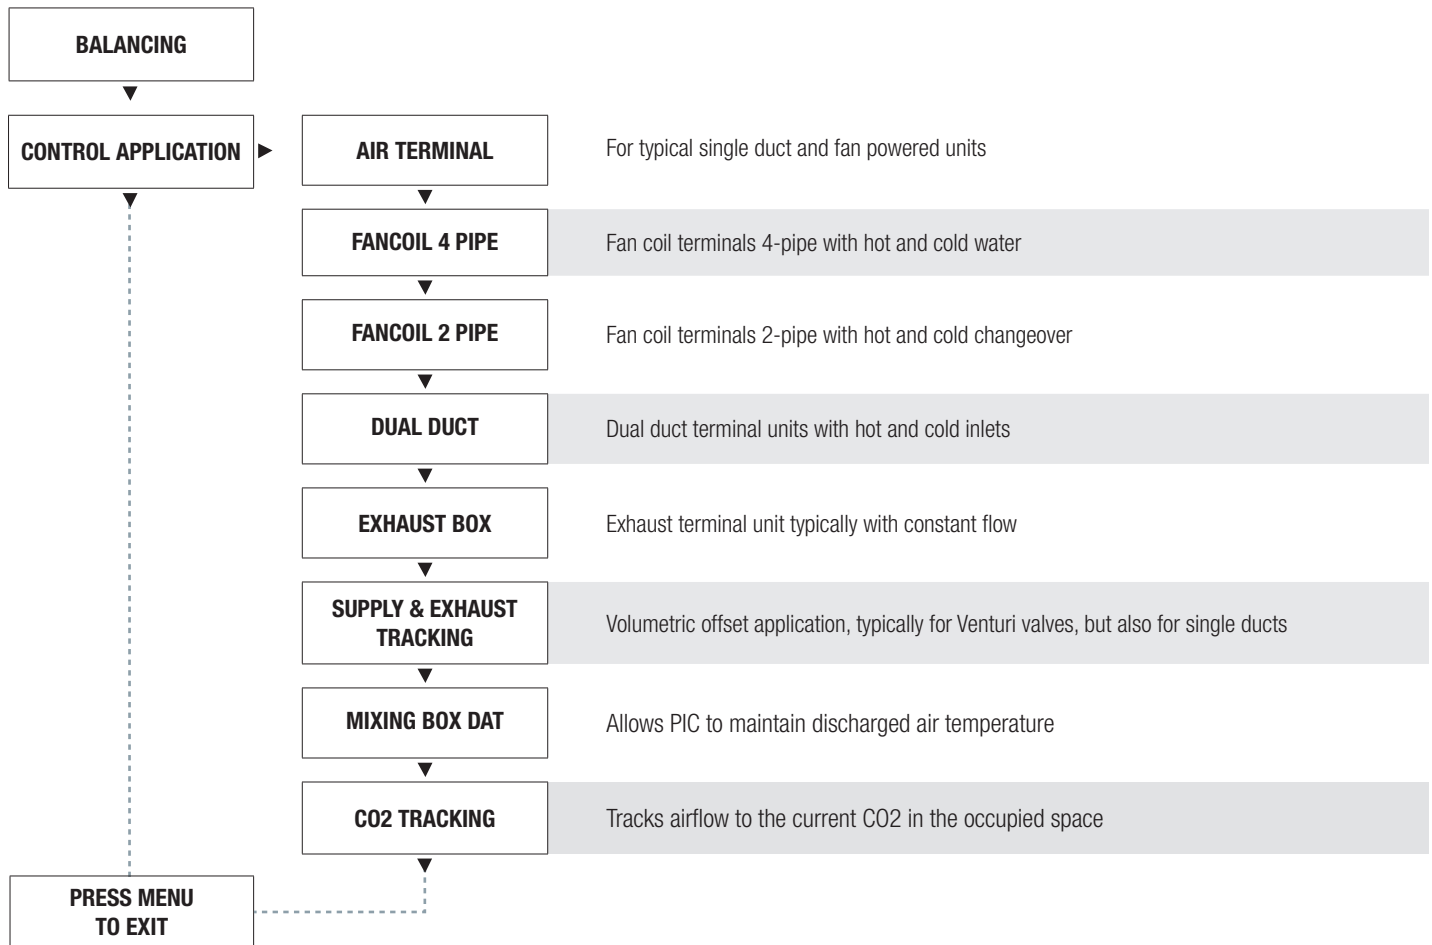 BALANCING
CONTROL APPLICATION
AIR TERMINAL
For typical single duct and fan powered units
FANCOIL 4 PIPE
Fan coil terminals 4-pipe with hot and cold water
FANCOIL 2 PIPE
Fan coil terminals 2-pipe with hot and cold changeover
DUAL DUCT
Dual duct terminal units with hot and cold inlets
EXHAUST BOX
Exhaust terminal unit typically with constant flow
SUPPLY & EXHAUST
TRACKING
Volumetric offset application, typically for Venturi valves, but also for single ducts
MIXING BOX DAT
Allows PIC to maintain discharged air temperature
CO2 TRACKING
Tracks airflow to the current CO2 in the occupied space
PRESS MENU
TO EXIT